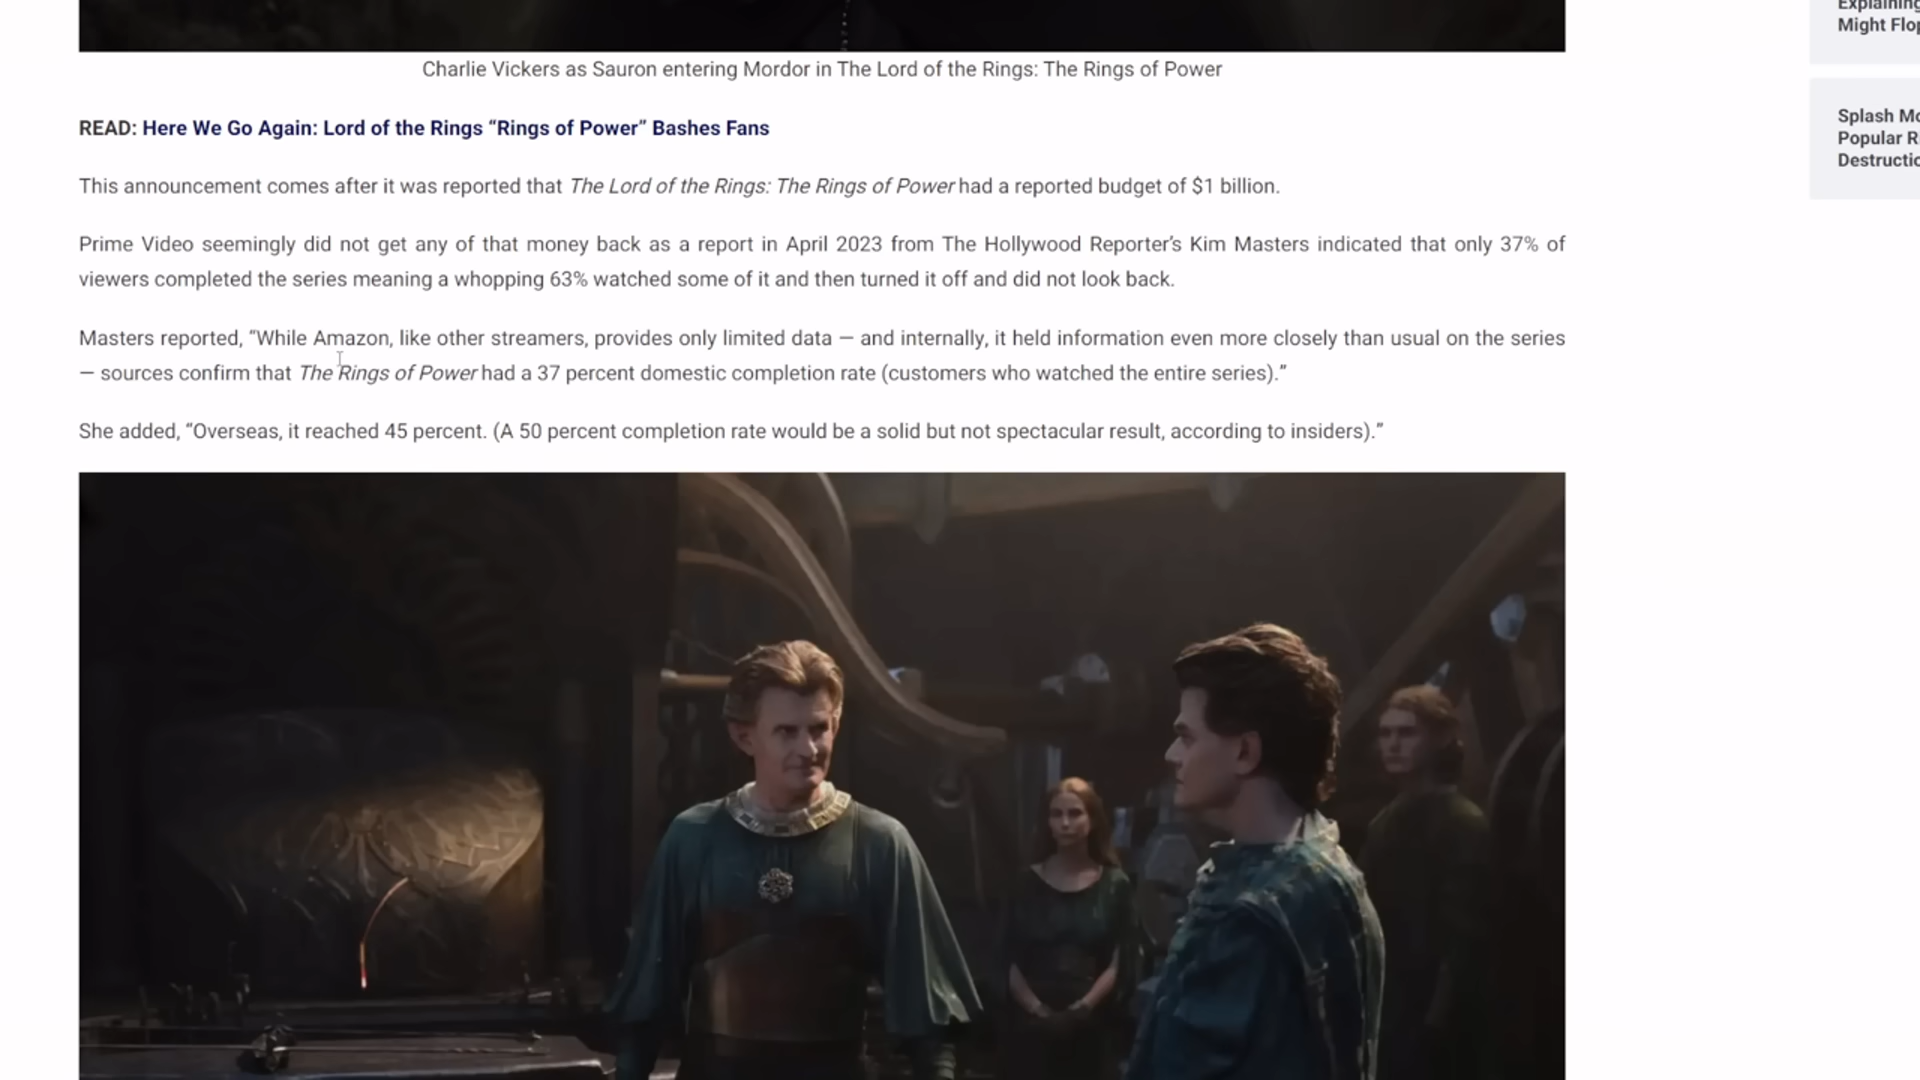 Charlie Vickers as Sauron entering Mordor in The Lord of the Rings: The Rings of Power
READ: Here We Go Again: Lord of the Rings “Rings of Power” Bashes Fans
This announcement comes after it was reported that The Lord of the Rings: The Rings of Power had a reported budget of $1 billion.
Prime Video seemingly did not get any of that money back as a report in April 2023 from The Hollywood Reporter’s Kim Masters indicated that only 37% of
viewers completed the series meaning a whopping 63% watched some of it and then turned it off and did not look back.
Masters reported, “While Amazon, like other streamers, provides only limited data — and internally, it held information even more closely than usual on the series
— sources confirm that The Rings of Power had a 37 percent domestic completion rate (customers who watched the entire series).”
She added, “Overseas, it reached 45 percent. (A 50 percent completion rate would be a solid but not spectacular result, according to insiders).”
Explaining
Might Flop
Splash Mo
Popular R
Destructio